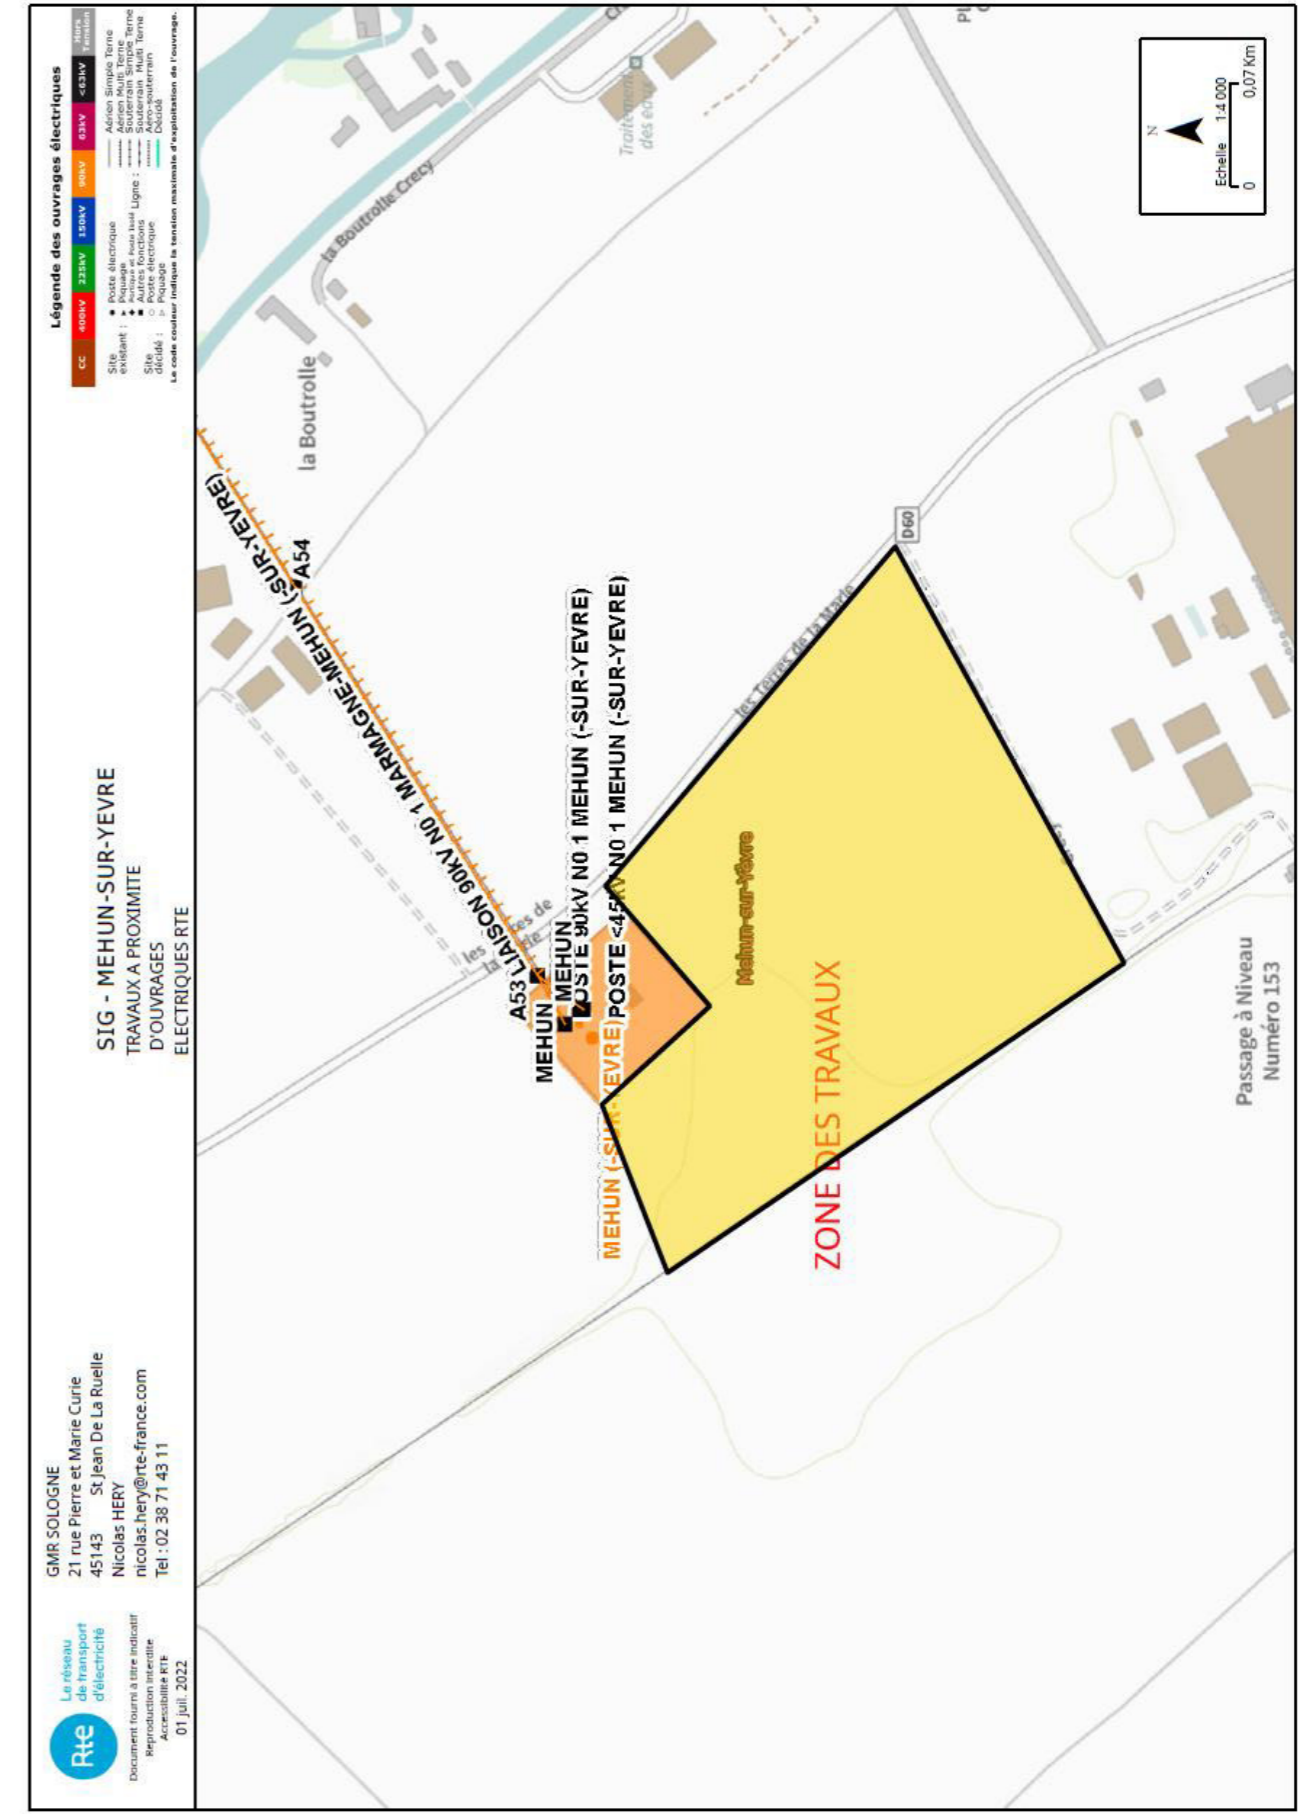 Rte
Le réseau
de transport
d'électricité
Document fourni à titre indicatif
Reproduction interdite
Accessibilité RTE
01 juil. 2022
GMR SOLOGNE
21 rue Pierre et Marie Curie
45143 St Jean De La Ruelle
Nicolas HERY
nicolas.hery@rte-france.com
Tel : 02 38 71 43 11
SIG - MEHUN-SUR-YEVRE
TRAVAUX A PROXIMITE
D'OUVRAGES
ELECTRIQUES RTE
Légende des ouvrages électriques
CC 400kV 225kV 150kV 90kV 63kV <63kV Hors Tension
Site existant :
Poste électrique
Piquage
Autres fonctions
Site décidé :
Poste électrique
Piquage
Ligne :
Aérien Simple Terne
Aérien Multi Terne
Souterrain Simple Terne
Souterrain Multi Terne
Aéro-souterrain
Décidé
Le code couleur indique la tension maximale d'exploitation de l'ouvrage.
la Boutrolle Crecy
la Boutrolle
Traitement
des eaux
A54
A53 LIAISON 90kV N0 1 MARMAGNE-MEHUN (-SUR-YEVRE)
les Terres de
MEHUN
MEHUN
POSTE 90kV N0 1 MEHUN (-SUR-YEVRE)
MEHUN (-SUR-YEVRE)
POSTE <45kV N0 1 MEHUN (-SUR-YEVRE)
les Terres de la Marle
D60
Mehun-sur-Yèvre
ZONE DES TRAVAUX
Passage à Niveau
Numéro 153
N
Echelle 1:4 000
0 0,07 Km